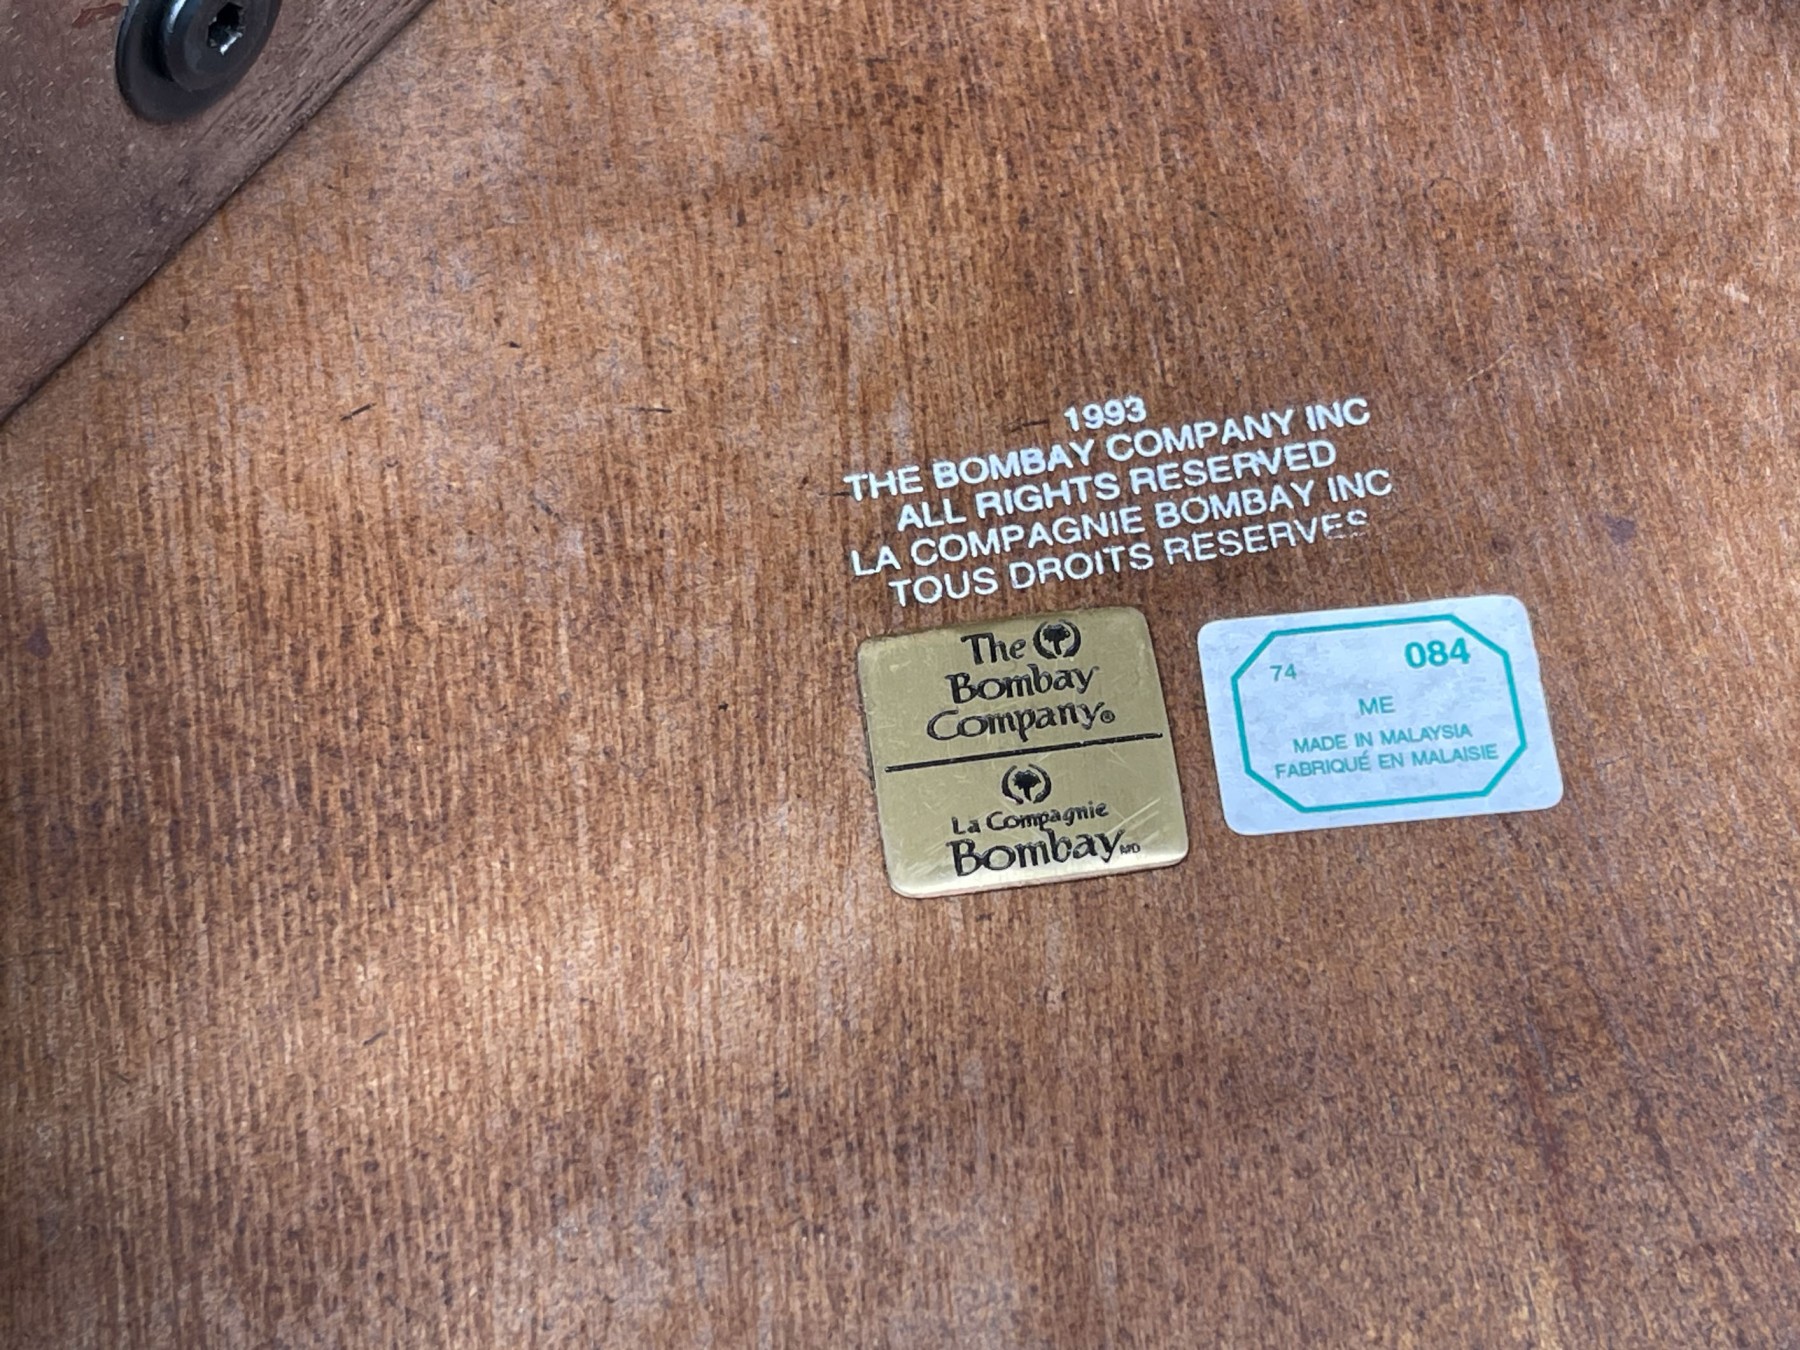 1993
THE BOMBAY COMPANY INC
ALL RIGHTS RESERVED
LA COMPAGNIE BOMBAY INC
TOUS DROITS RESERVES
The
Bombay
Company®
La Compagnie
Bombay MD
74 084
ME
MADE IN MALAYSIA
FABRIQUÉ EN MALAISIE